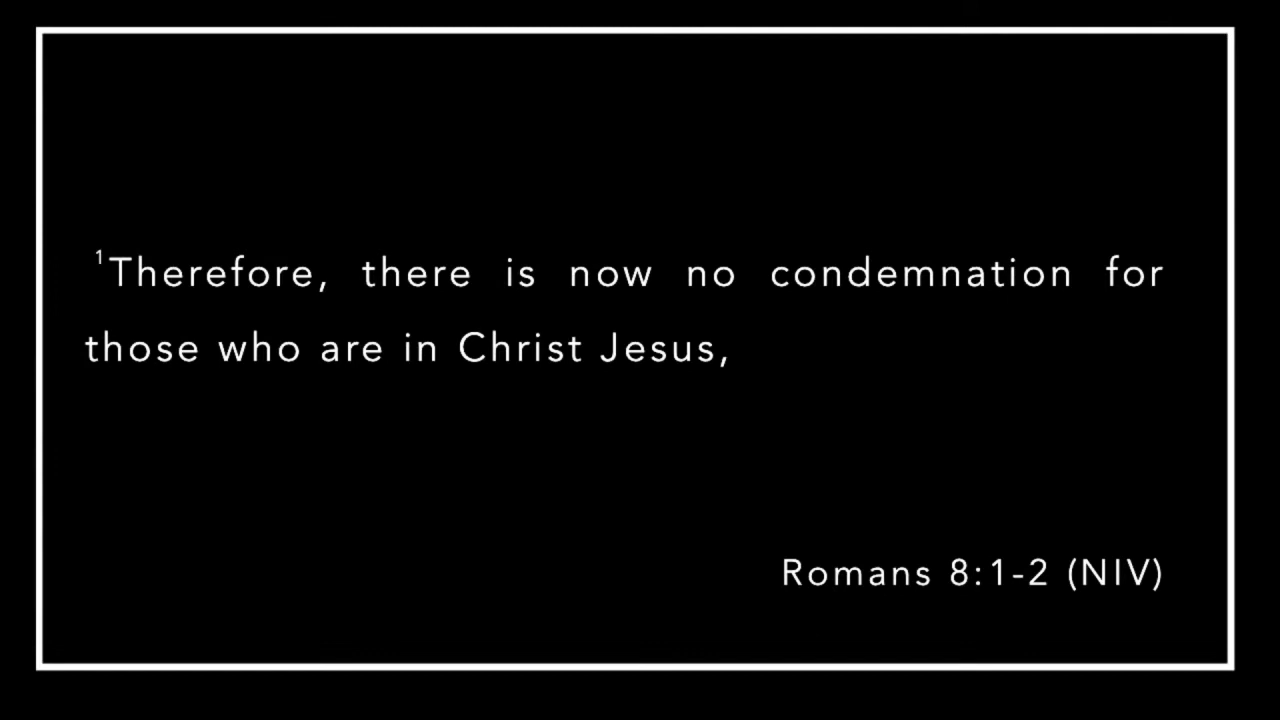 ¹Therefore, there is now no condemnation for
those who are in Christ Jesus,
Romans 8:1-2 (NIV)